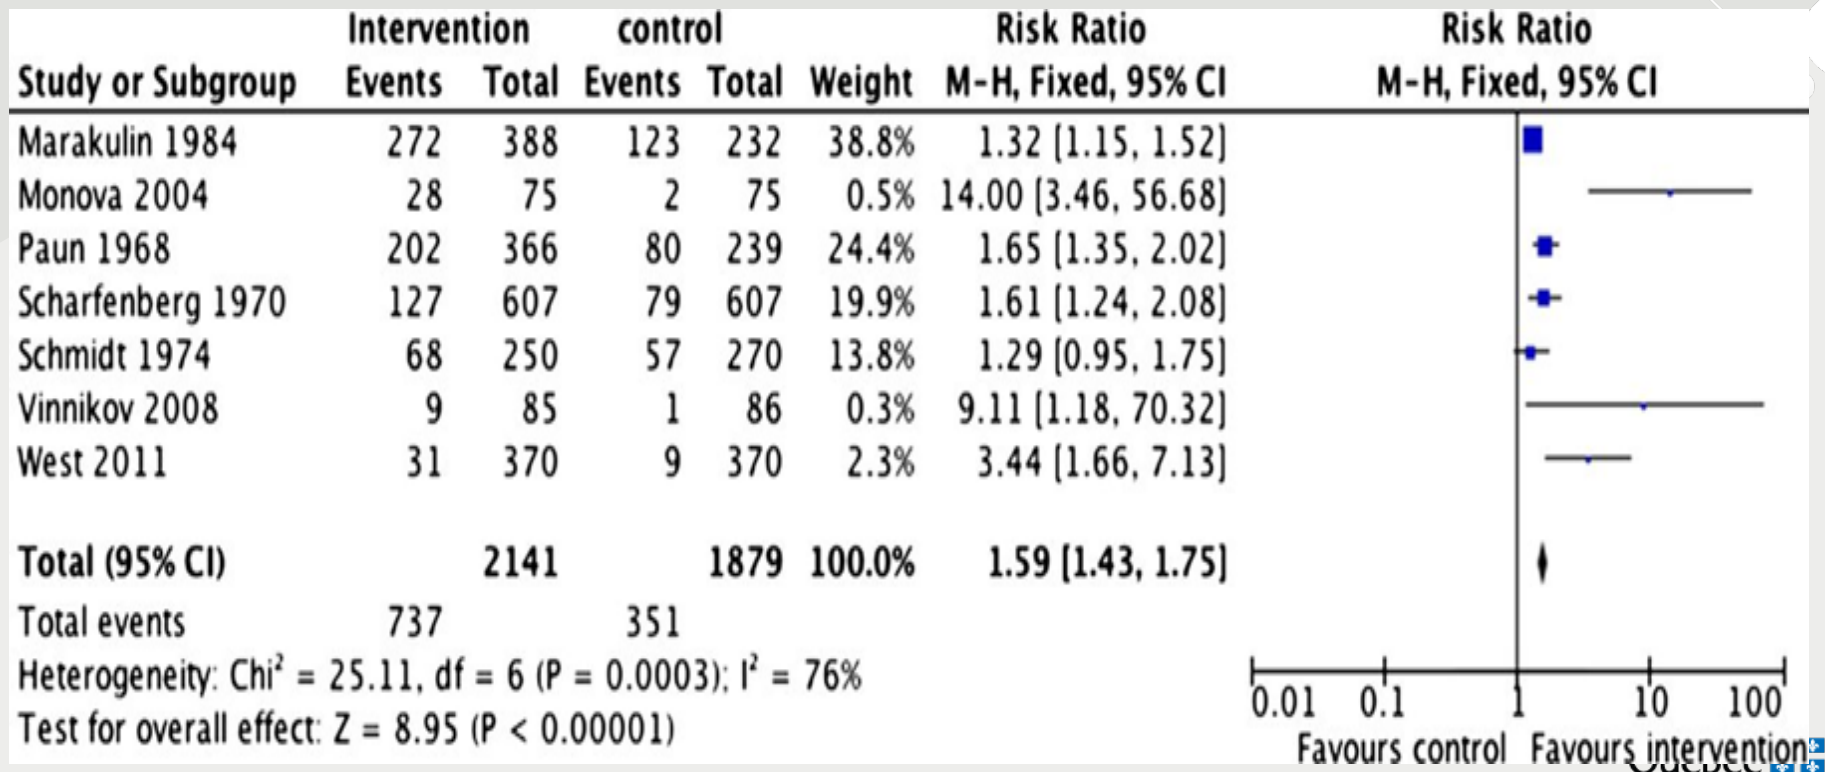 Intervention control Risk Ratio Risk Ratio
Study or Subgroup Events Total Events Total Weight M-H, Fixed, 95% CI M-H, Fixed, 95% CI
Marakulin 1984 272 388 123 232 38.8% 1.32 [1.15, 1.52]
Monova 2004 28 75 2 75 0.5% 14.00 [3.46, 56.68]
Paun 1968 202 366 80 239 24.4% 1.65 [1.35, 2.02]
Scharfenberg 1970 127 607 79 607 19.9% 1.61 [1.24, 2.08]
Schmidt 1974 68 250 57 270 13.8% 1.29 [0.95, 1.75]
Vinnikov 2008 9 85 1 86 0.3% 9.11 [1.18, 70.32]
West 2011 31 370 9 370 2.3% 3.44 [1.66, 7.13]
Total (95% CI) 2141 1879 100.0% 1.59 [1.43, 1.75]
Total events 737 351
Heterogeneity: Chi² = 25.11, df = 6 (P = 0.0003); I² = 76%
Test for overall effect: Z = 8.95 (P < 0.00001)
0.01 0.1 1 10 100
Favours control Favours intervention